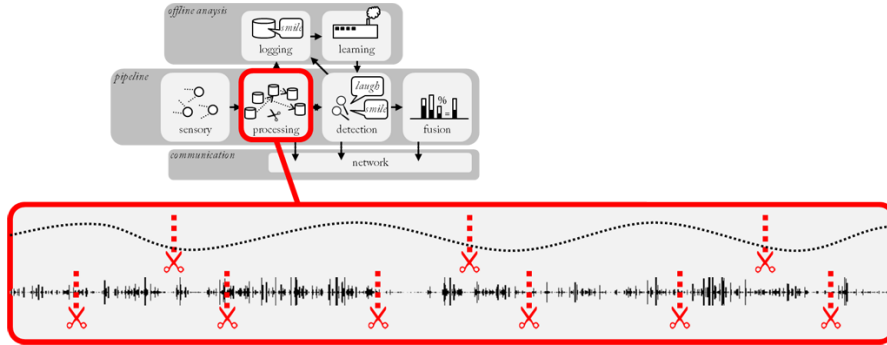 offline anaysis
smile
logging
learning
pipeline
laugh
smile
%
=
sensory
processing
detection
fusion
communication
network